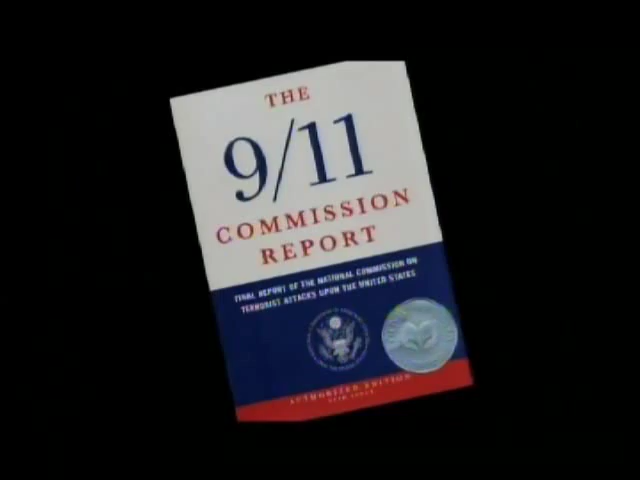 THE
9/11
COMMISSION
REPORT
FINAL REPORT OF THE NATIONAL COMMISSION ON
TERRORIST ATTACKS UPON THE UNITED STATES
AUTHORIZED EDITION